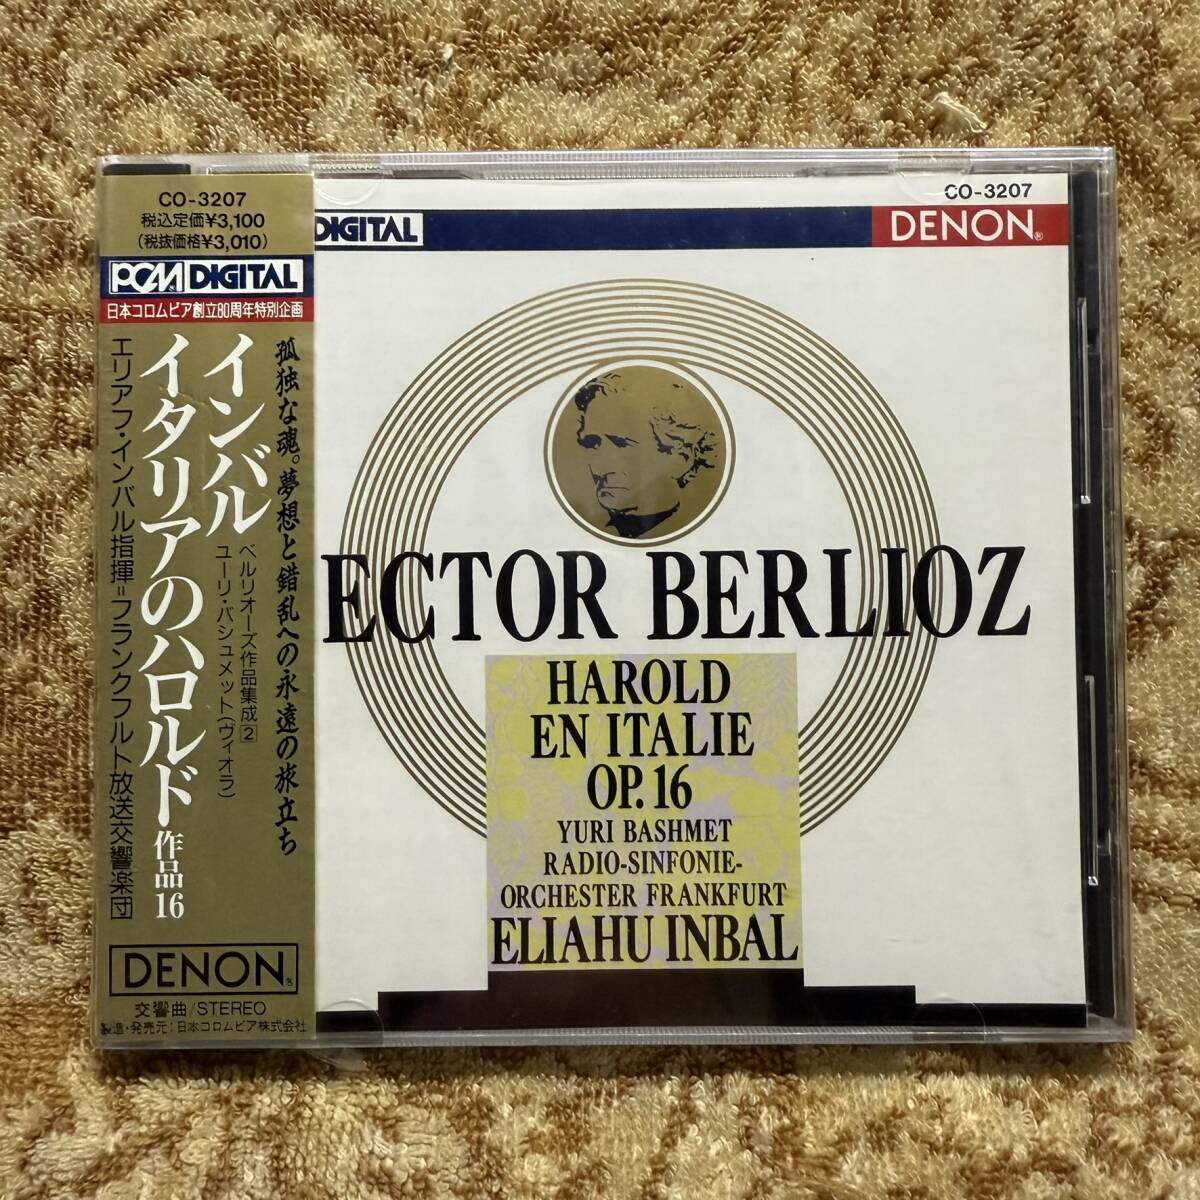 CO-3207
税込定価¥3,100
(税抜価格¥3,010)
PCM DIGITAL
日本コロムビア創立80周年特別企画
孤独な魂。夢想と錯乱への永遠の旅立ち
インバル
ベルリオーズ作品集成2
ユーリ・バシュメット(ヴィオラ)
イタリアのハロルド 作品16
エリアフ・インバル指揮=フランクフルト放送交響楽団
DENON
交響曲/STEREO
製造・発売元:日本コロムビア株式会社
CO-3207
DIGITAL
DENON
ECTOR BERLIOZ
HAROLD
EN ITALIE
OP.16
YURI BASHMET
RADIO-SINFONIE-
ORCHESTER FRANKFURT
ELIAHU INBAL